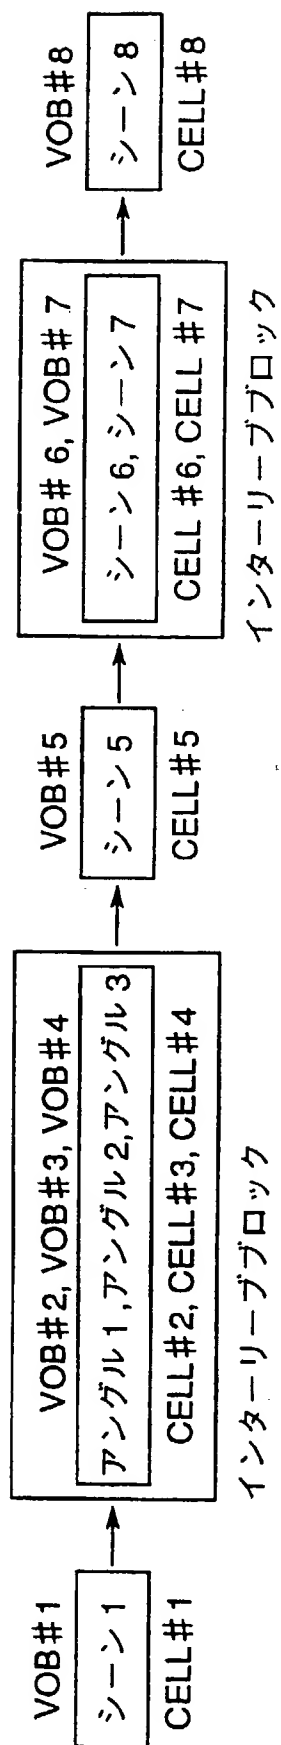 VOB#1
シーン1
CELL#1
VOB#2, VOB#3, VOB#4
アングル1,アングル2,アングル3
CELL#2, CELL#3, CELL#4
インターリーブブロック
VOB#5
シーン5
CELL#5
VOB# 6, VOB# 7
シーン6,シーン7
CELL #6, CELL #7
インターリーブブロック
VOB#8
シーン8
CELL#8